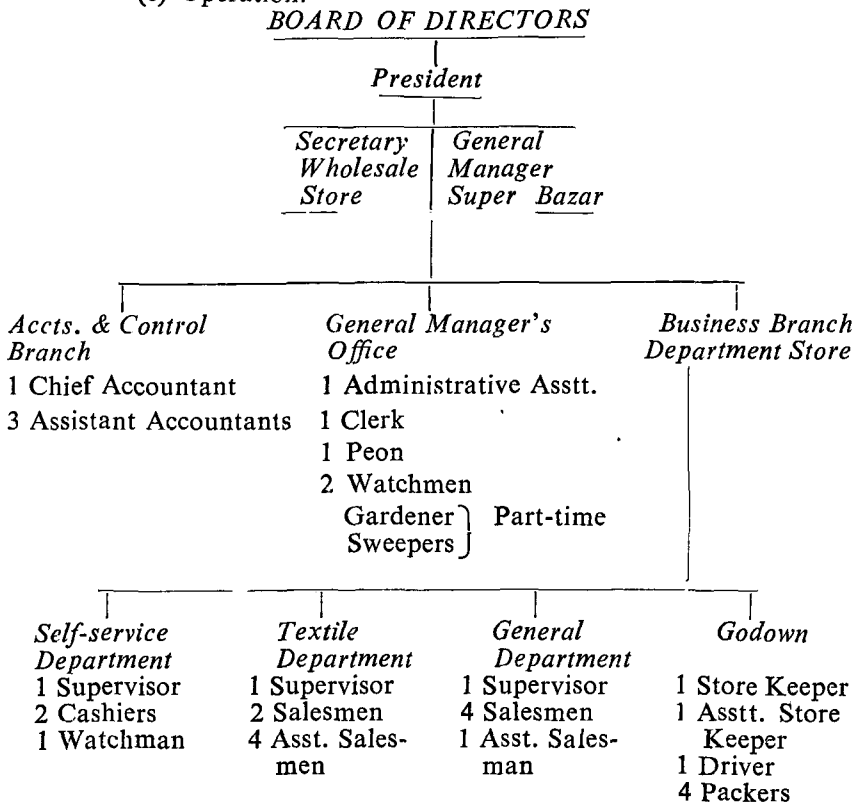 (c) Operation.
BOARD OF DIRECTORS
President
Secretary
Wholesale
Store
General
Manager
Super Bazar
Accts. & Control
Branch
1 Chief Accountant
3 Assistant Accountants
General Manager's
Office
1 Administrative Asstt.
1 Clerk
1 Peon
2 Watchmen
Gardener
Sweepers
Part-time
Business Branch
Department Store
Self-service
Department
1 Supervisor
2 Cashiers
1 Watchman
Textile
Department
1 Supervisor
2 Salesmen
4 Asst. Sales-
men
General
Department
1 Supervisor
4 Salesmen
1 Asst. Sales-
man
Godown
1 Store Keeper
1 Asstt. Store
Keeper
1 Driver
4 Packers